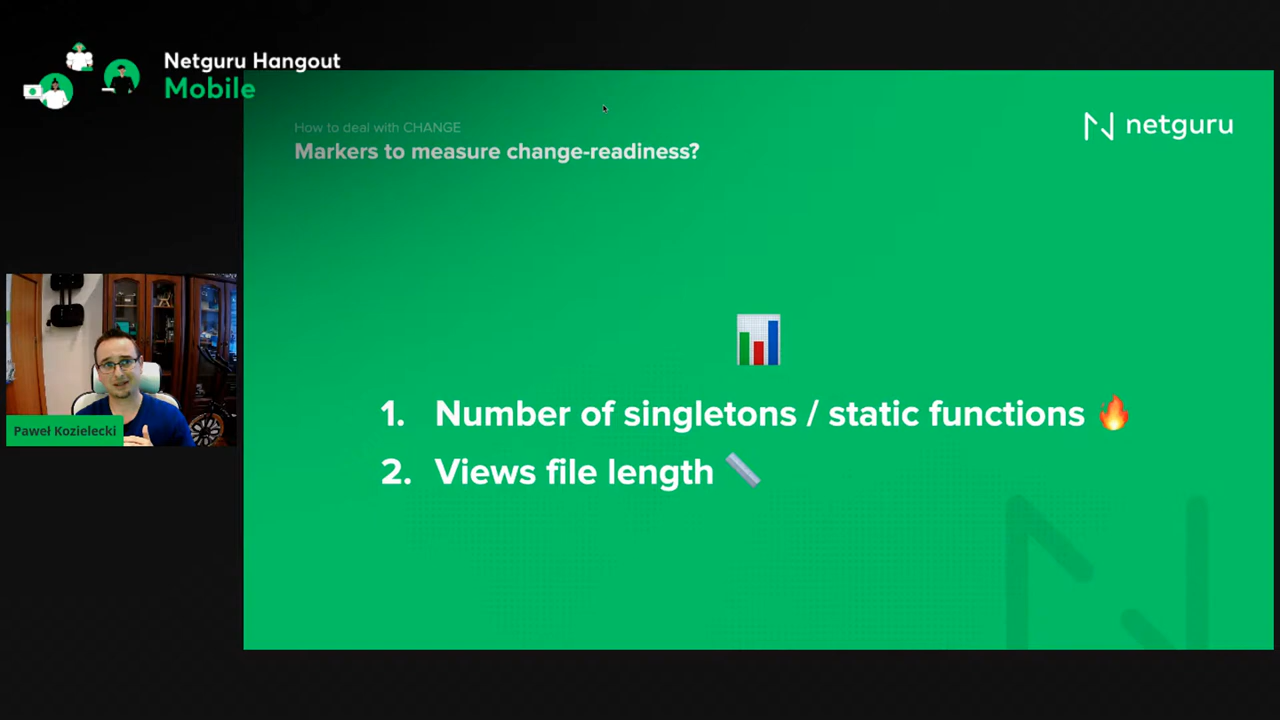 Netguru Hangout
Mobile
How to deal with CHANGE
Markers to measure change-readiness?
netguru
1. Number of singletons / static functions 🔥
2. Views file length 📏
Paweł Kozielecki